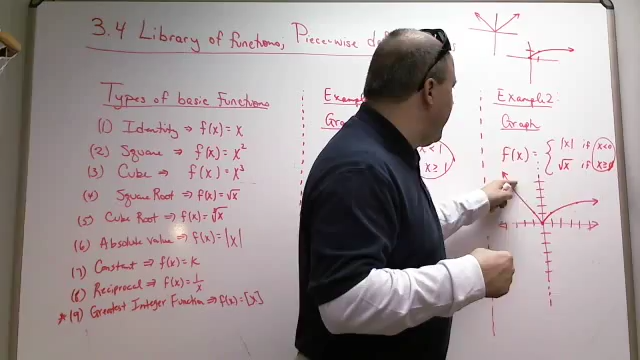 3.4 Library of functions; Piece-wise def
Types of basic Functions
(1) Identity ⇒ f(x) = x
(2) Square ⇒ f(x) = x²
(3) Cube ⇒ f(x) = x³
(4) Square Root ⇒ f(x) = √x
(5) Cube Root ⇒ f(x) = ∛x
(6) Absolute Value ⇒ f(x) = |x|
(7) Constant ⇒ f(x) = K
(8) Reciprocal ⇒ f(x) = 1/x
*(9) Greatest Integer Function ⇒ f(x) = [x]
Example
Graph
x < 1
x ≥ 1
Example 2:
Graph
f(x) = { |x| if x < 0
√x if x ≥ 0